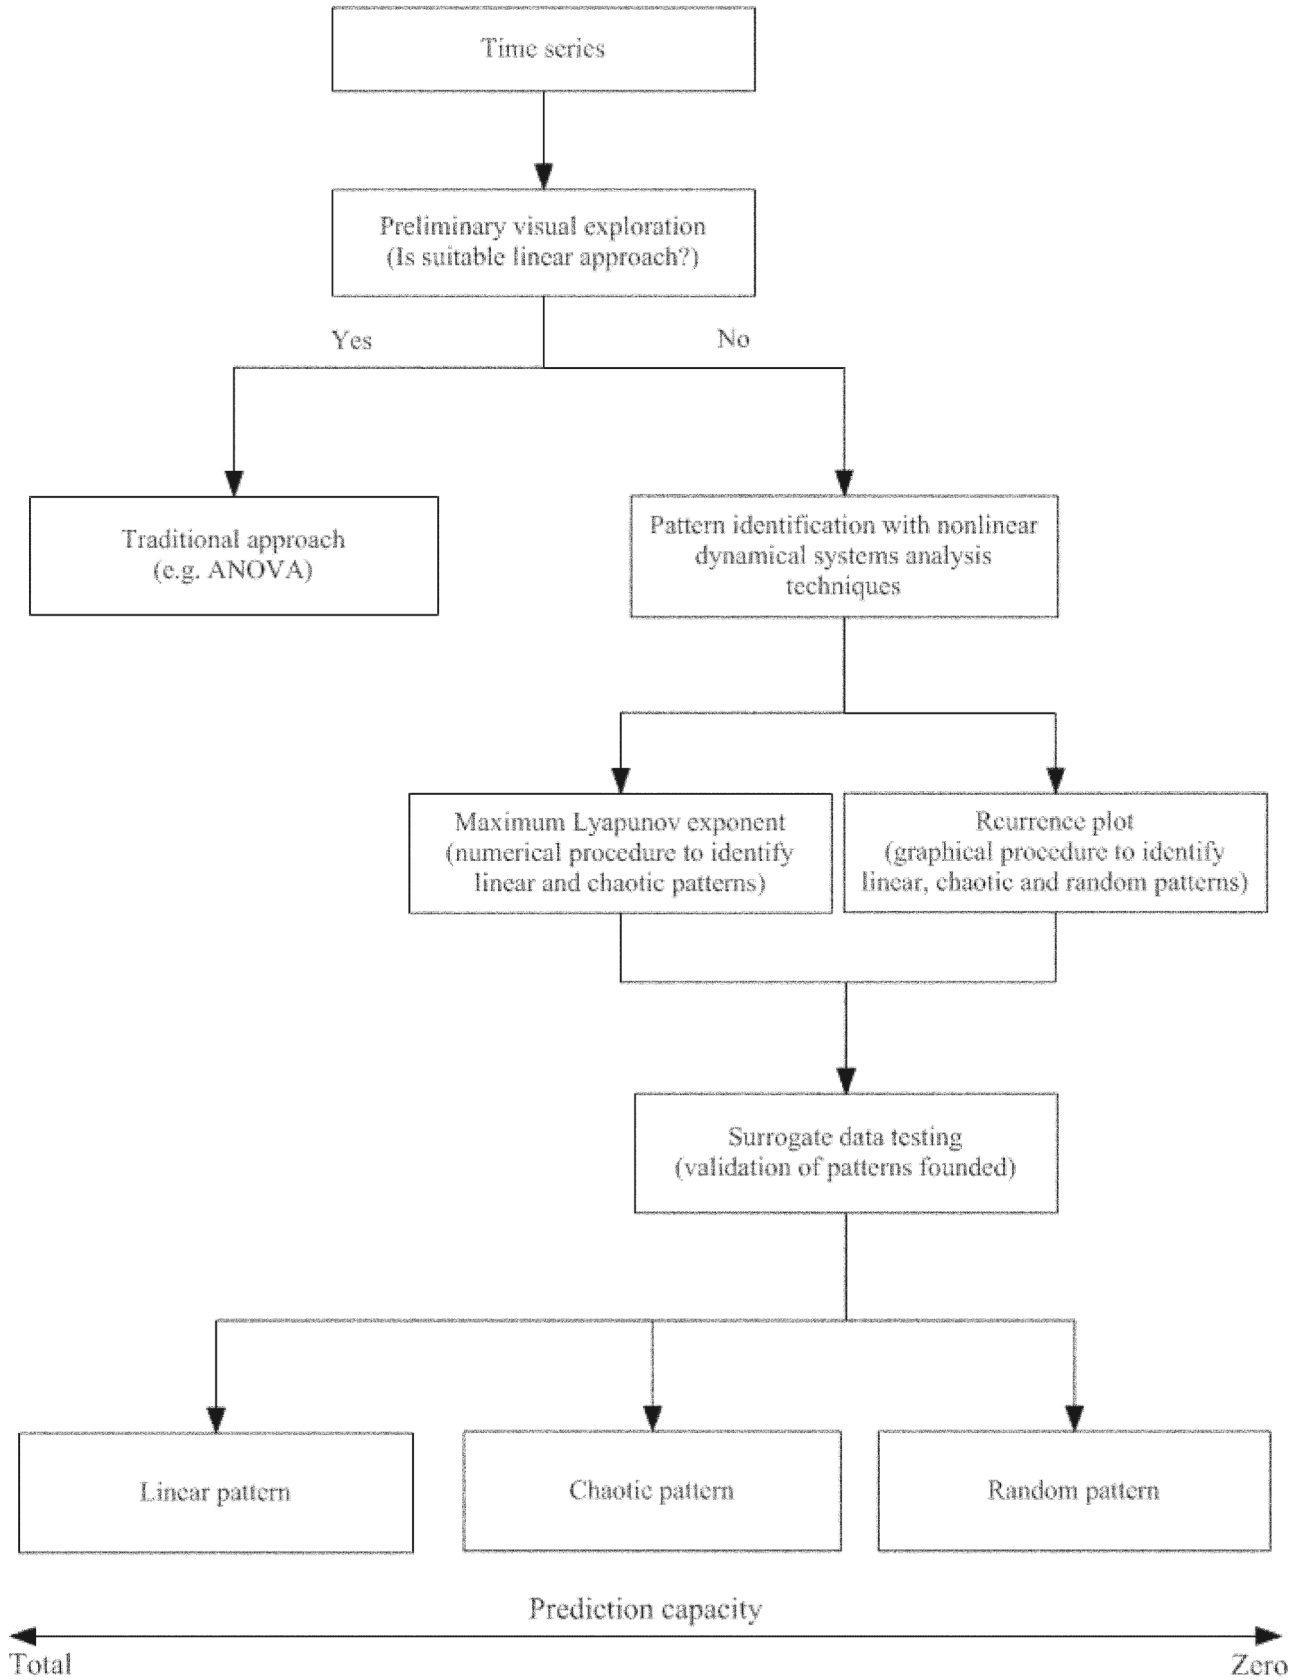 Time series
Preliminary visual exploration
(Is suitable linear approach?)
Yes
No
Traditional approach
(e.g. ANOVA)
Pattern identification with nonlinear
dynamical systems analysis
techniques
Maximum Lyapunov exponent
(numerical procedure to identify
linear and chaotic patterns)
Rcurrence plot
(graphical procedure to identify
linear, chaotic and random patterns)
Surrogate data testing
(validation of patterns founded)
Linear pattern
Chaotic pattern
Random pattern
Prediction capacity
Total
Zero